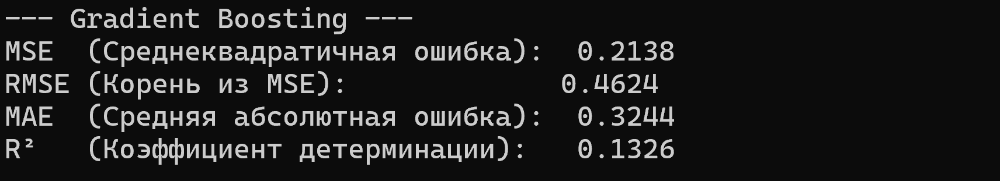 --- Gradient Boosting ---
MSE  (Среднеквадратичная ошибка):  0.2138
RMSE (Корень из MSE):             0.4624
MAE  (Средняя абсолютная ошибка):  0.3244
R²   (Коэффициент детерминации):   0.1326